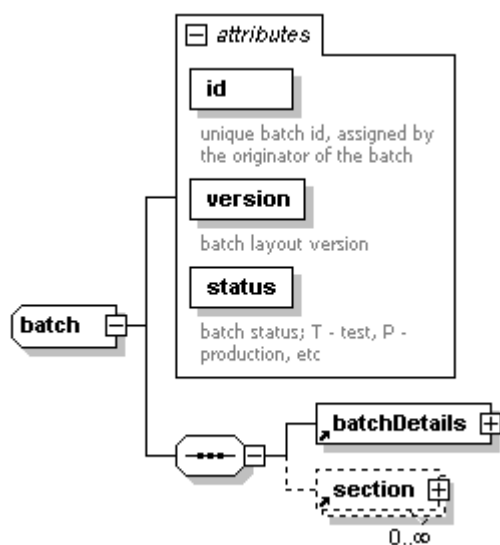 attributes
id
unique batch id, assigned by
the originator of the batch
version
batch layout version
status
batch status; T - test, P -
production, etc
batch
batchDetails
section
0..∞